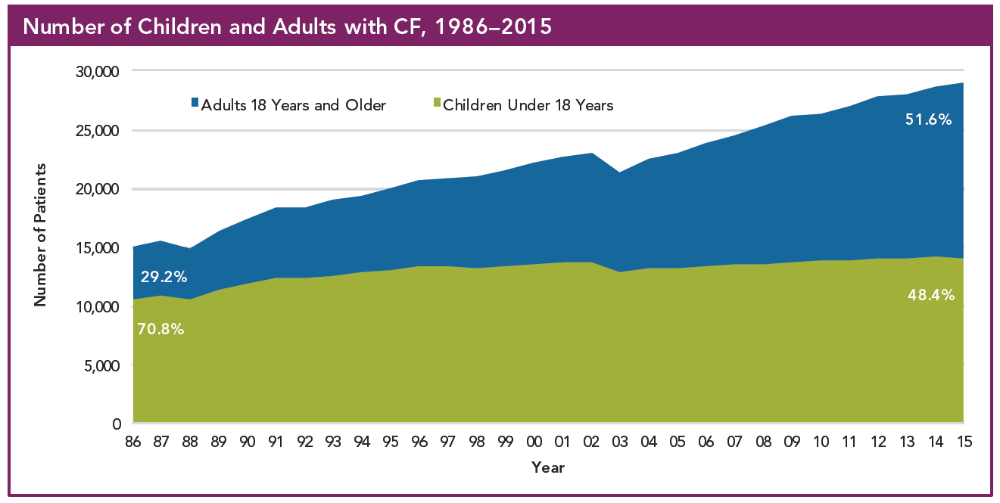 Number of Children and Adults with CF, 1986–2015
30,000
Adults 18 Years and Older
Children Under 18 Years
51.6%
25,000
20,000
15,000
29.2%
48.4%
10,000
70.8%
5,000
0
Number of Patients
86 87 88 89 90 91 92 93 94 95 96 97 98 99 00 01 02 03 04 05 06 07 08 09 10 11 12 13 14 15
Year